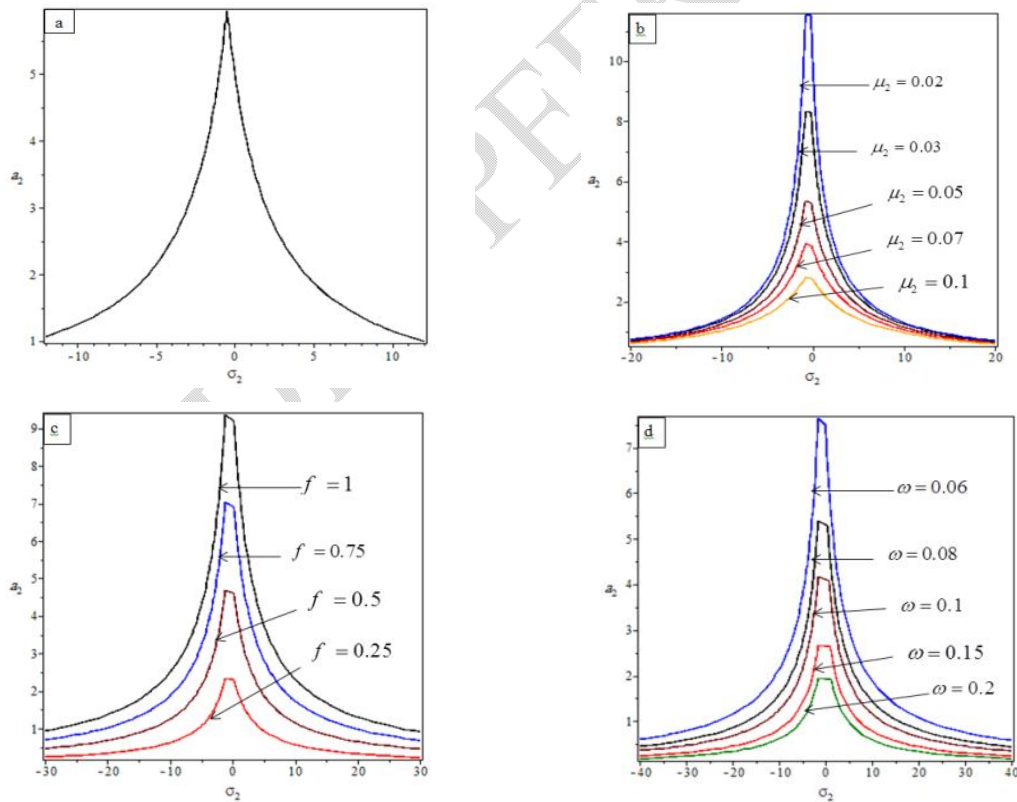 a
5
4
3
2
1
a₂
-10
-5
0
5
10
σ₂
b
10
8
6
4
2
a₂
μ₂ = 0.02
μ₂ = 0.03
μ₂ = 0.05
μ₂ = 0.07
μ₂ = 0.1
-20
-10
0
10
20
σ₂
c
9
8
7
6
5
4
3
2
1
a₂
f = 1
f = 0.75
f = 0.5
f = 0.25
-30
-20
-10
0
10
20
30
σ₂
d
7
6
5
4
3
2
1
a₂
ω = 0.06
ω = 0.08
ω = 0.1
ω = 0.15
ω = 0.2
-40
-30
-20
-10
0
10
20
30
40
σ₂